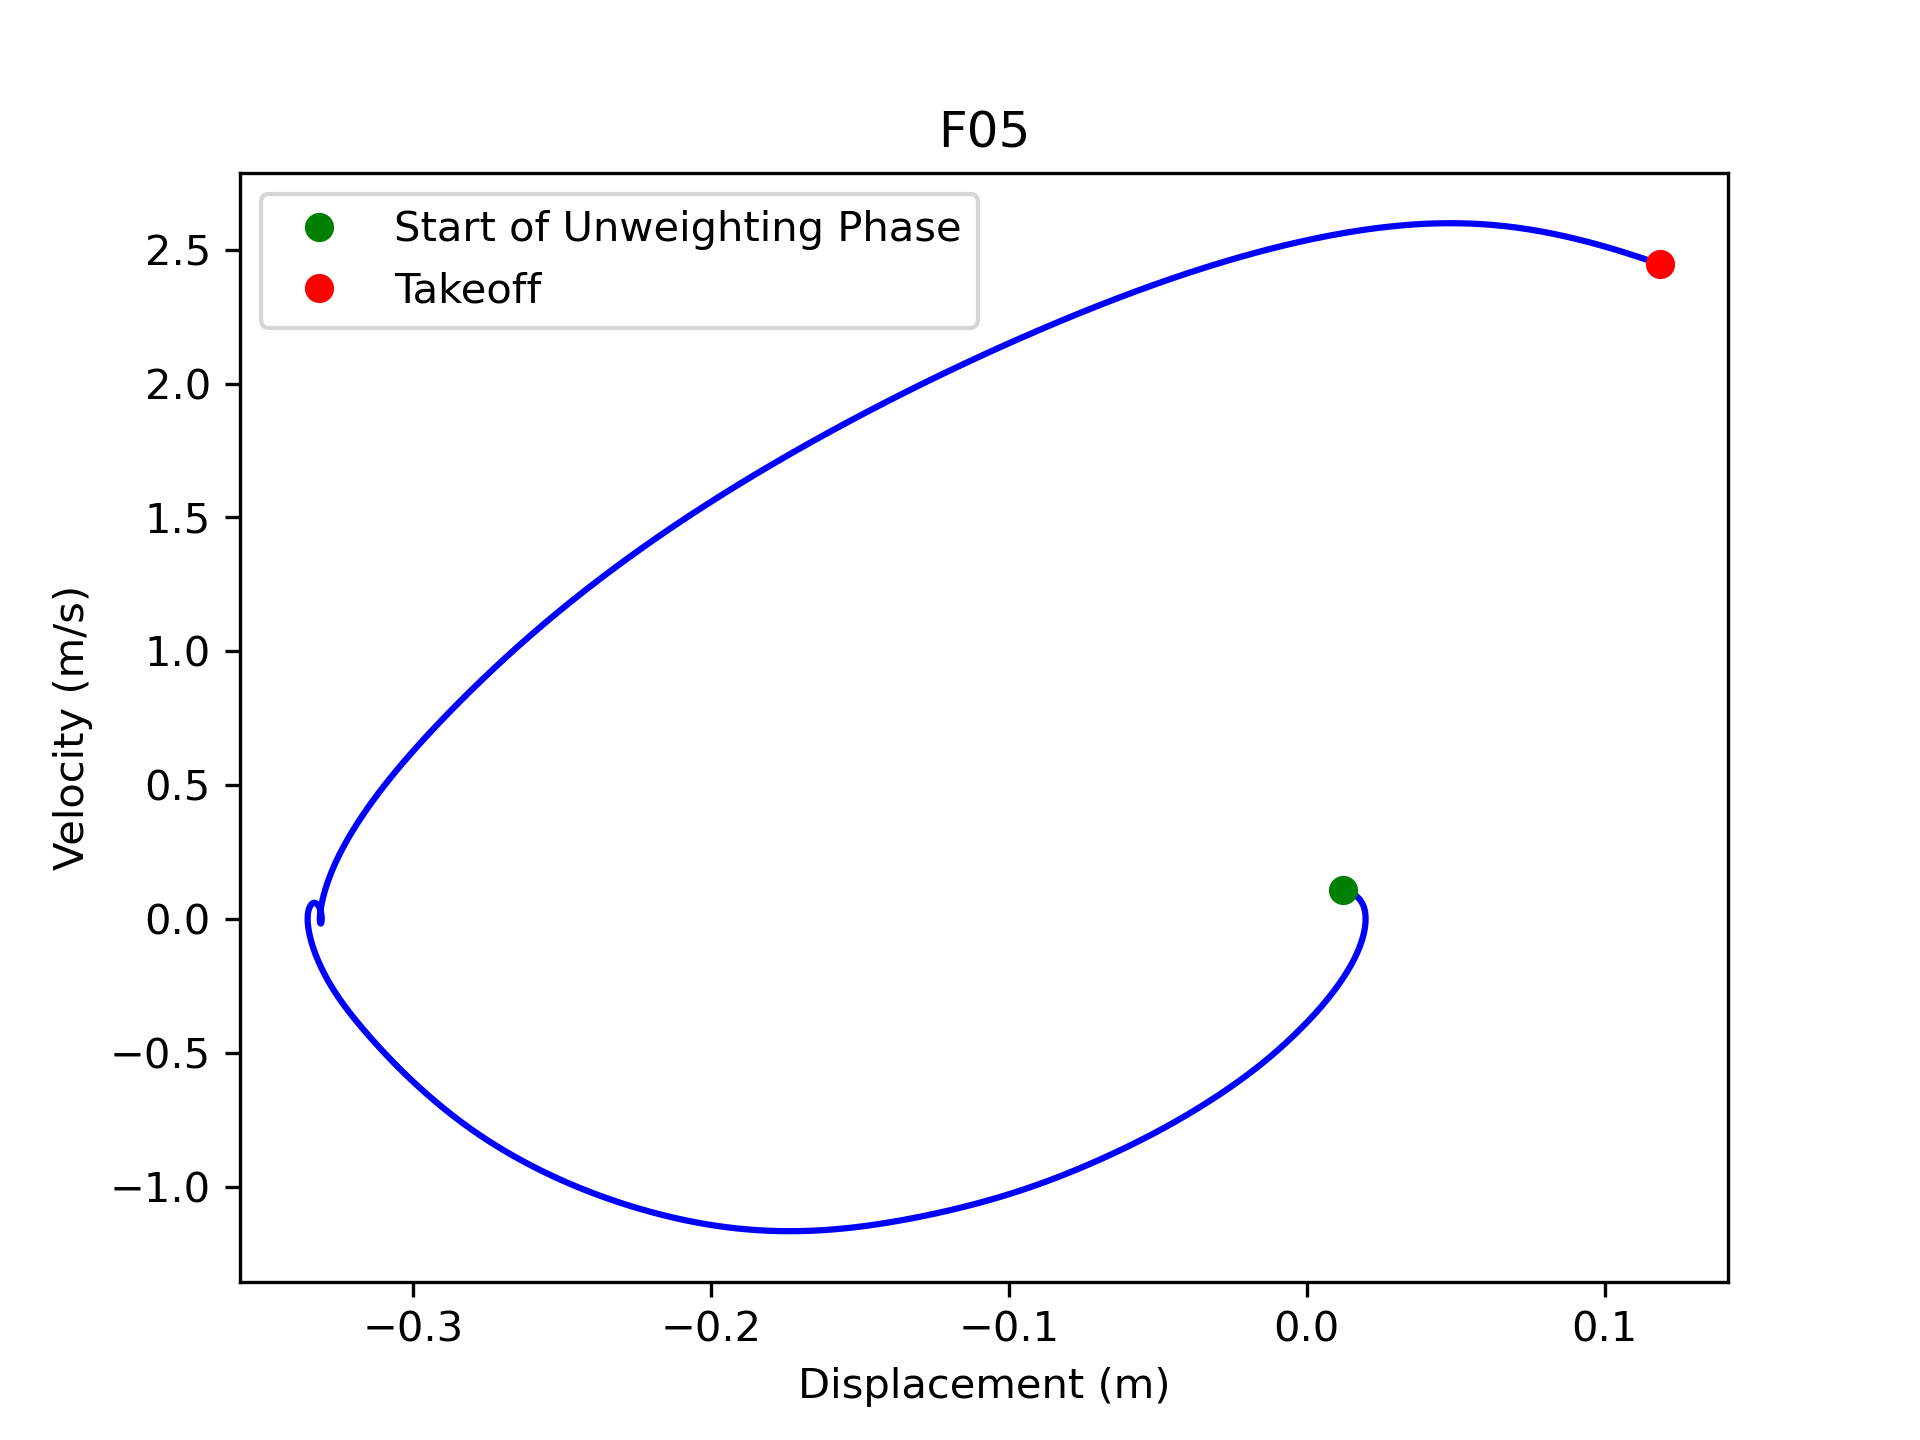 F05
Start of Unweighting Phase
Takeoff
2.5
2.0
1.5
1.0
0.5
0.0
−0.5
−1.0
Velocity (m/s)
−0.3 −0.2 −0.1 0.0 0.1
Displacement (m)